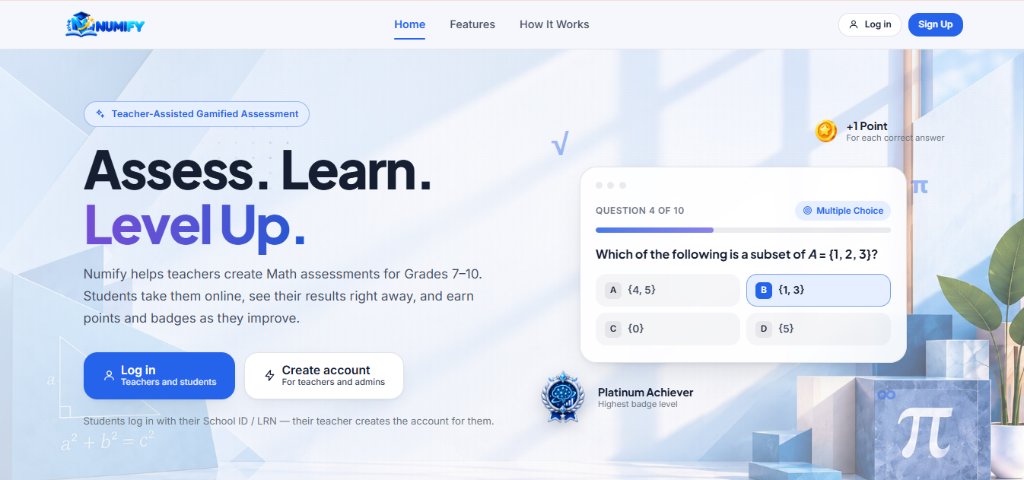 NUMIFY
Home
Features
How It Works
Log in
Sign Up
Teacher-Assisted Gamified Assessment
Assess. Learn.
Level Up.
Numify helps teachers create Math assessments for Grades 7–10.
Students take them online, see their results right away, and earn
points and badges as they improve.
Log in
Teachers and students
Create account
For teachers and admins
Students log in with their School ID / LRN — their teacher creates the account for them.
a
a² + b² = c²
√
+1 Point
For each correct answer
π
QUESTION 4 OF 10
Multiple Choice
Which of the following is a subset of A = {1, 2, 3}?
A {4, 5}
B {1, 3}
C {0}
D {5}
Platinum Achiever
Highest badge level
∞
π